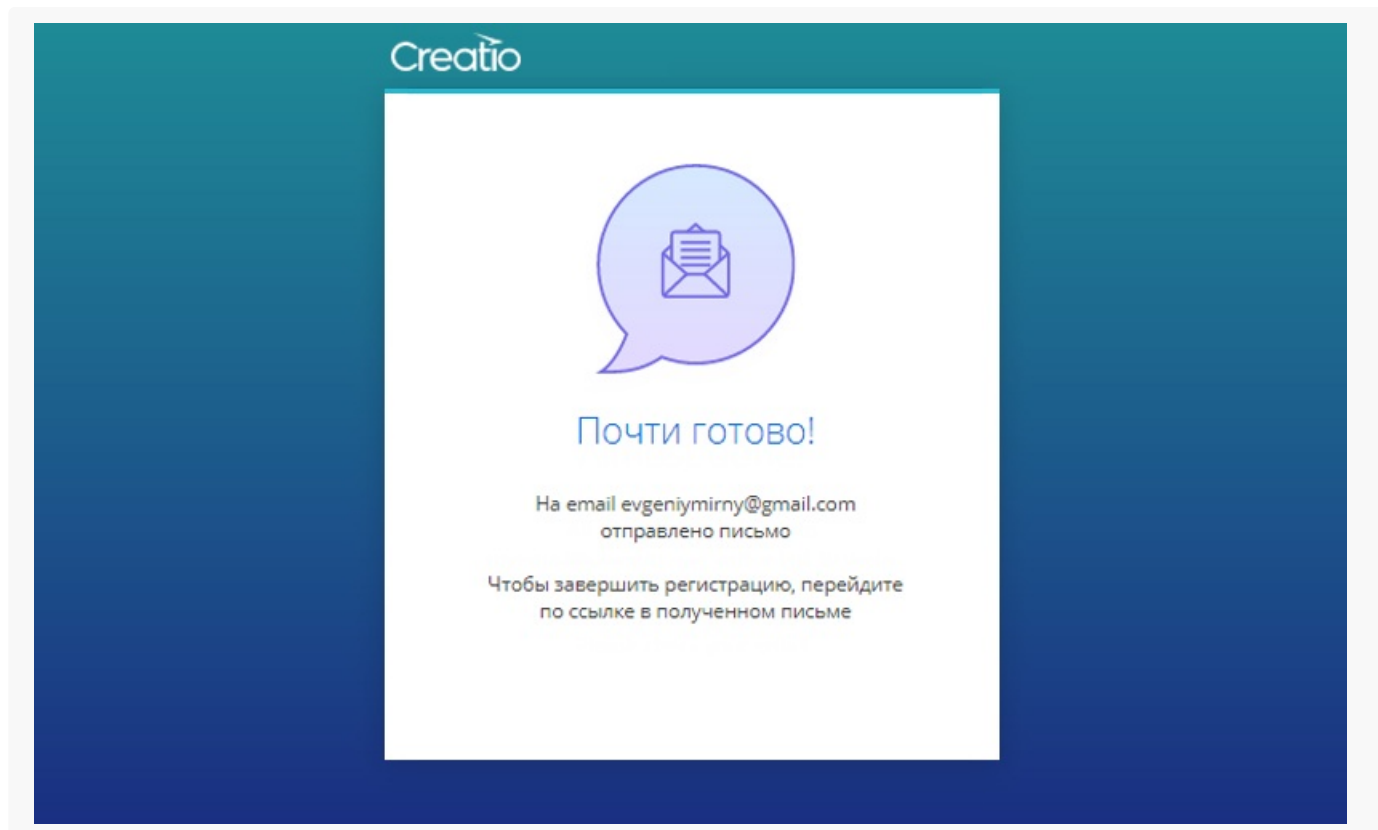 Creatio
Почти готово!
На email evgeniymirny@gmail.com
отправлено письмо
Чтобы завершить регистрацию, перейдите
по ссылке в полученном письме